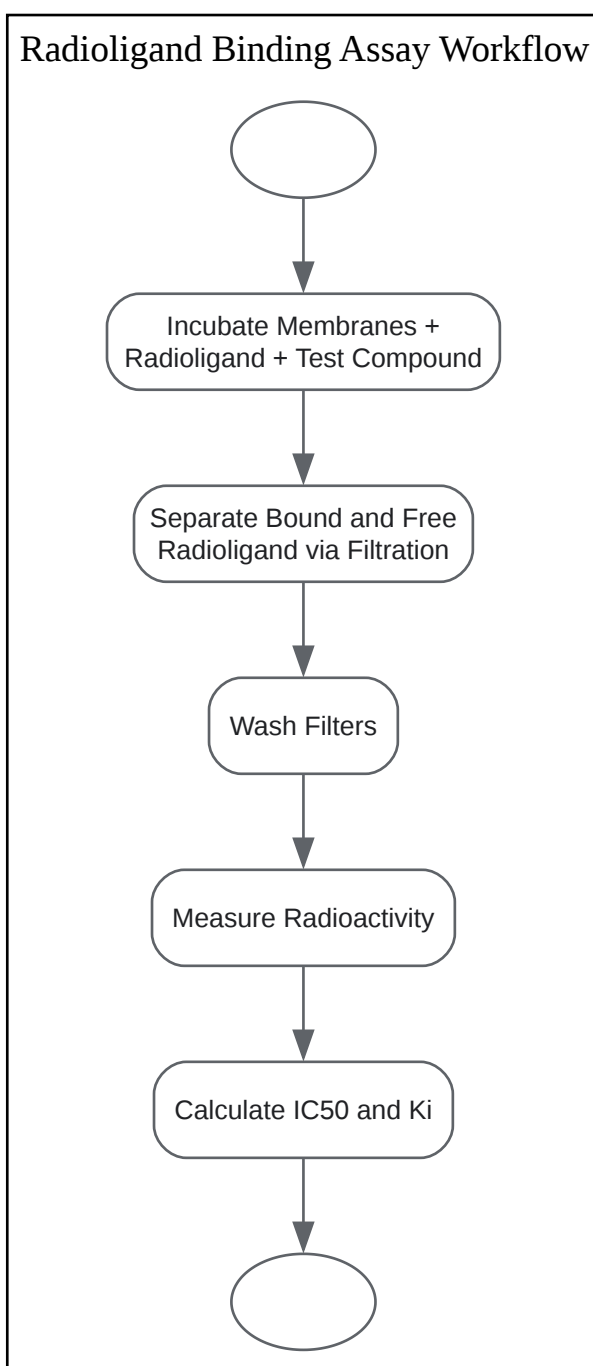 Radioligand Binding Assay Workflow
Incubate Membranes +
Radioligand + Test Compound
Separate Bound and Free
Radioligand via Filtration
Wash Filters
Measure Radioactivity
Calculate IC50 and Ki